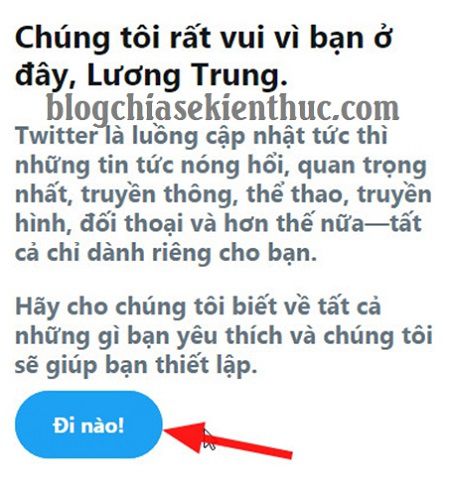 Chúng tôi rất vui vì bạn ở
đây, Lương Trung.
blogchiasekienthuc.com
Twitter là luồng cập nhật tức thì
những tin tức nóng hổi, quan trọng
nhất, truyền thông, thể thao, truyền
hình, đối thoại và hơn thế nữa—tất
cả chỉ dành riêng cho bạn.
Hãy cho chúng tôi biết về tất cả
những gì bạn yêu thích và chúng tôi
sẽ giúp bạn thiết lập.
Đi nào!